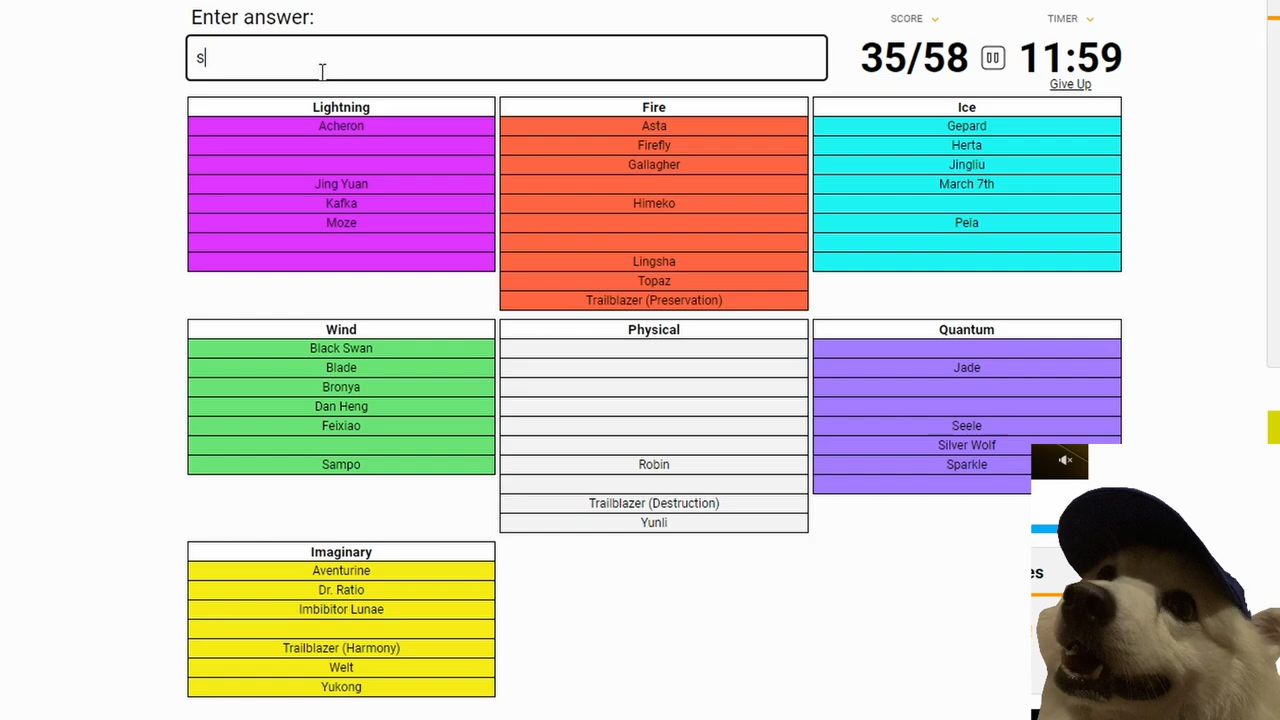 Enter answer:
SCORE
TIMER
s
35/58
11:59
Give Up
Lightning
Acheron
Jing Yuan
Kafka
Moze
Fire
Asta
Firefly
Gallagher
Himeko
Lingsha
Topaz
Trailblazer (Preservation)
Ice
Gepard
Herta
Jingliu
March 7th
Pela
Wind
Black Swan
Blade
Bronya
Dan Heng
Feixiao
Sampo
Physical
Robin
Trailblazer (Destruction)
Yunli
Quantum
Jade
Seele
Silver Wolf
Sparkle
Imaginary
Aventurine
Dr. Ratio
Imbibitor Lunae
Trailblazer (Harmony)
Welt
Yukong
es